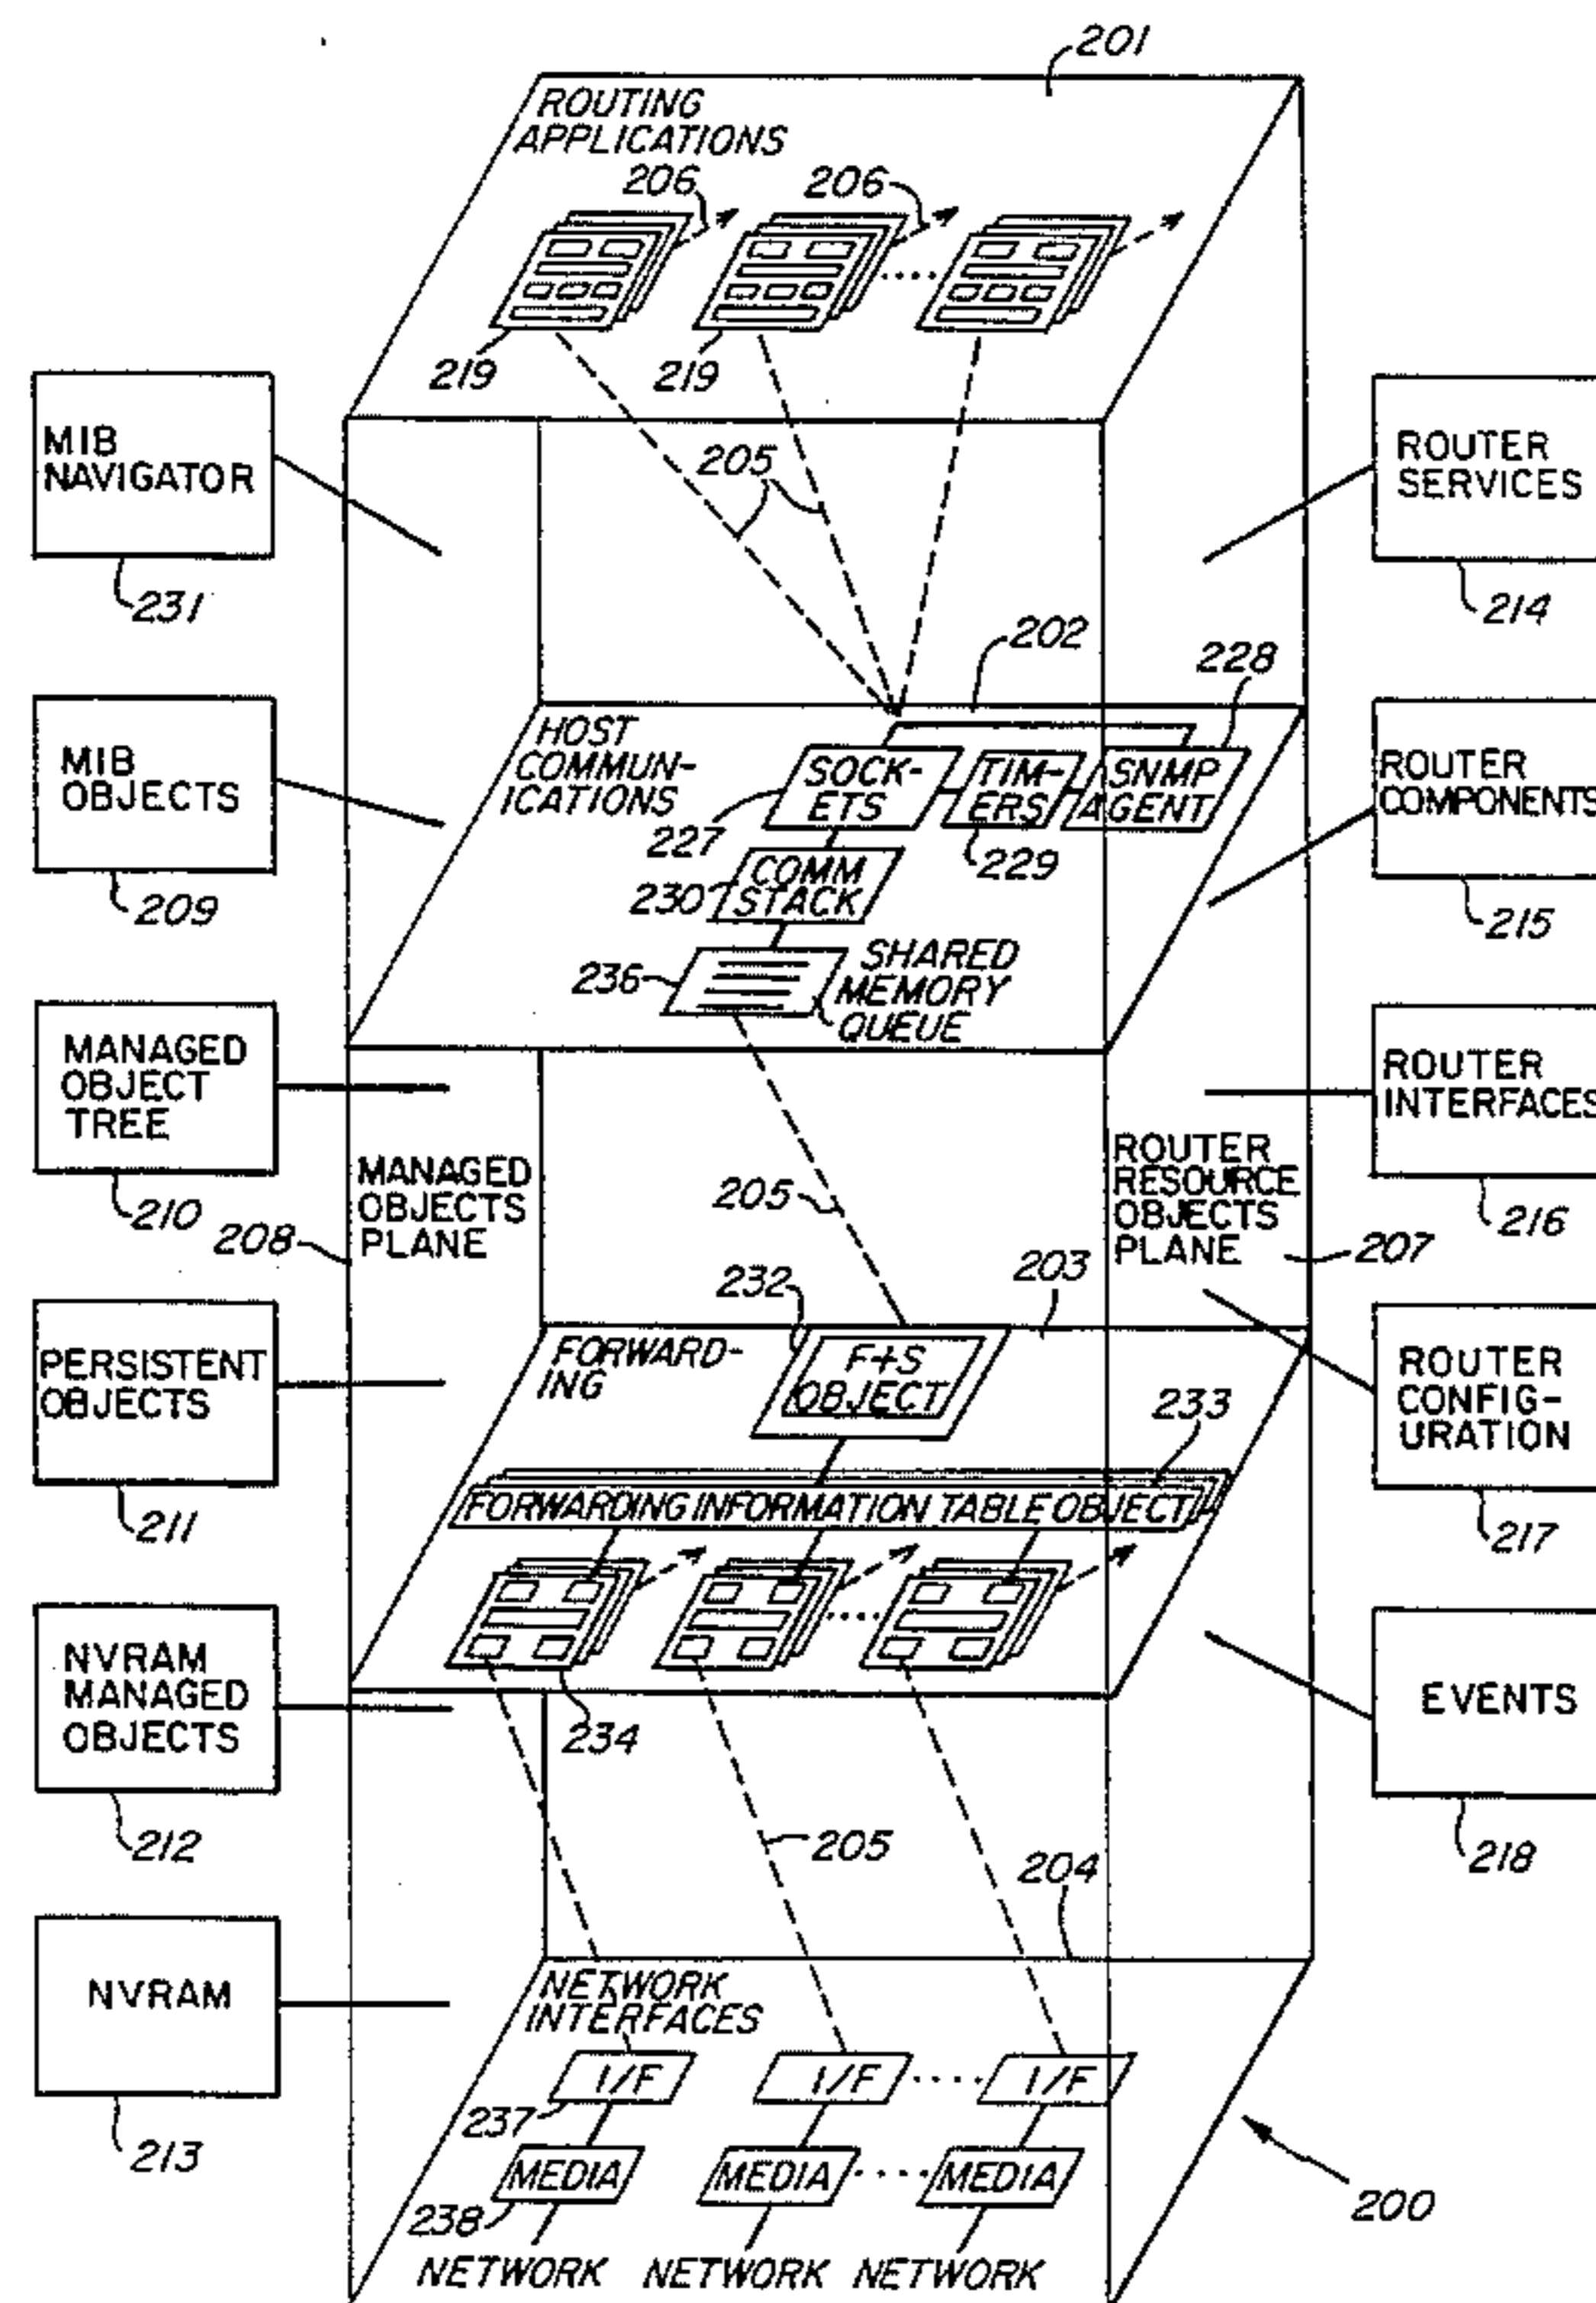 201
ROUTING
APPLICATIONS
206
206
219
219
MIB
NAVIGATOR
231
205
ROUTER
SERVICES
214
202
228
HOST
COMMUN-
ICATIONS
SOCK-
ETS
TIM-
ERS
SNMP
AGENT
227
229
MIB
OBJECTS
209
ROUTER
COMPONENTS
215
230
COMM
STACK
236
SHARED
MEMORY
QUEUE
MANAGED
OBJECT
TREE
210
ROUTER
INTERFACES
216
MANAGED
OBJECTS
PLANE
208
205
ROUTER
RESOURCE
OBJECTS
PLANE
207
232
203
FORWARD-
ING
F+S
OBJECT
233
PERSISTENT
OBJECTS
211
ROUTER
CONFIG-
URATION
217
FORWARDING INFORMATION TABLE OBJECT
234
NVRAM
MANAGED
OBJECTS
212
EVENTS
218
205
204
NVRAM
213
NETWORK
INTERFACES
I/F
I/F
I/F
237
MEDIA
MEDIA
MEDIA
238
NETWORK
NETWORK
NETWORK
200